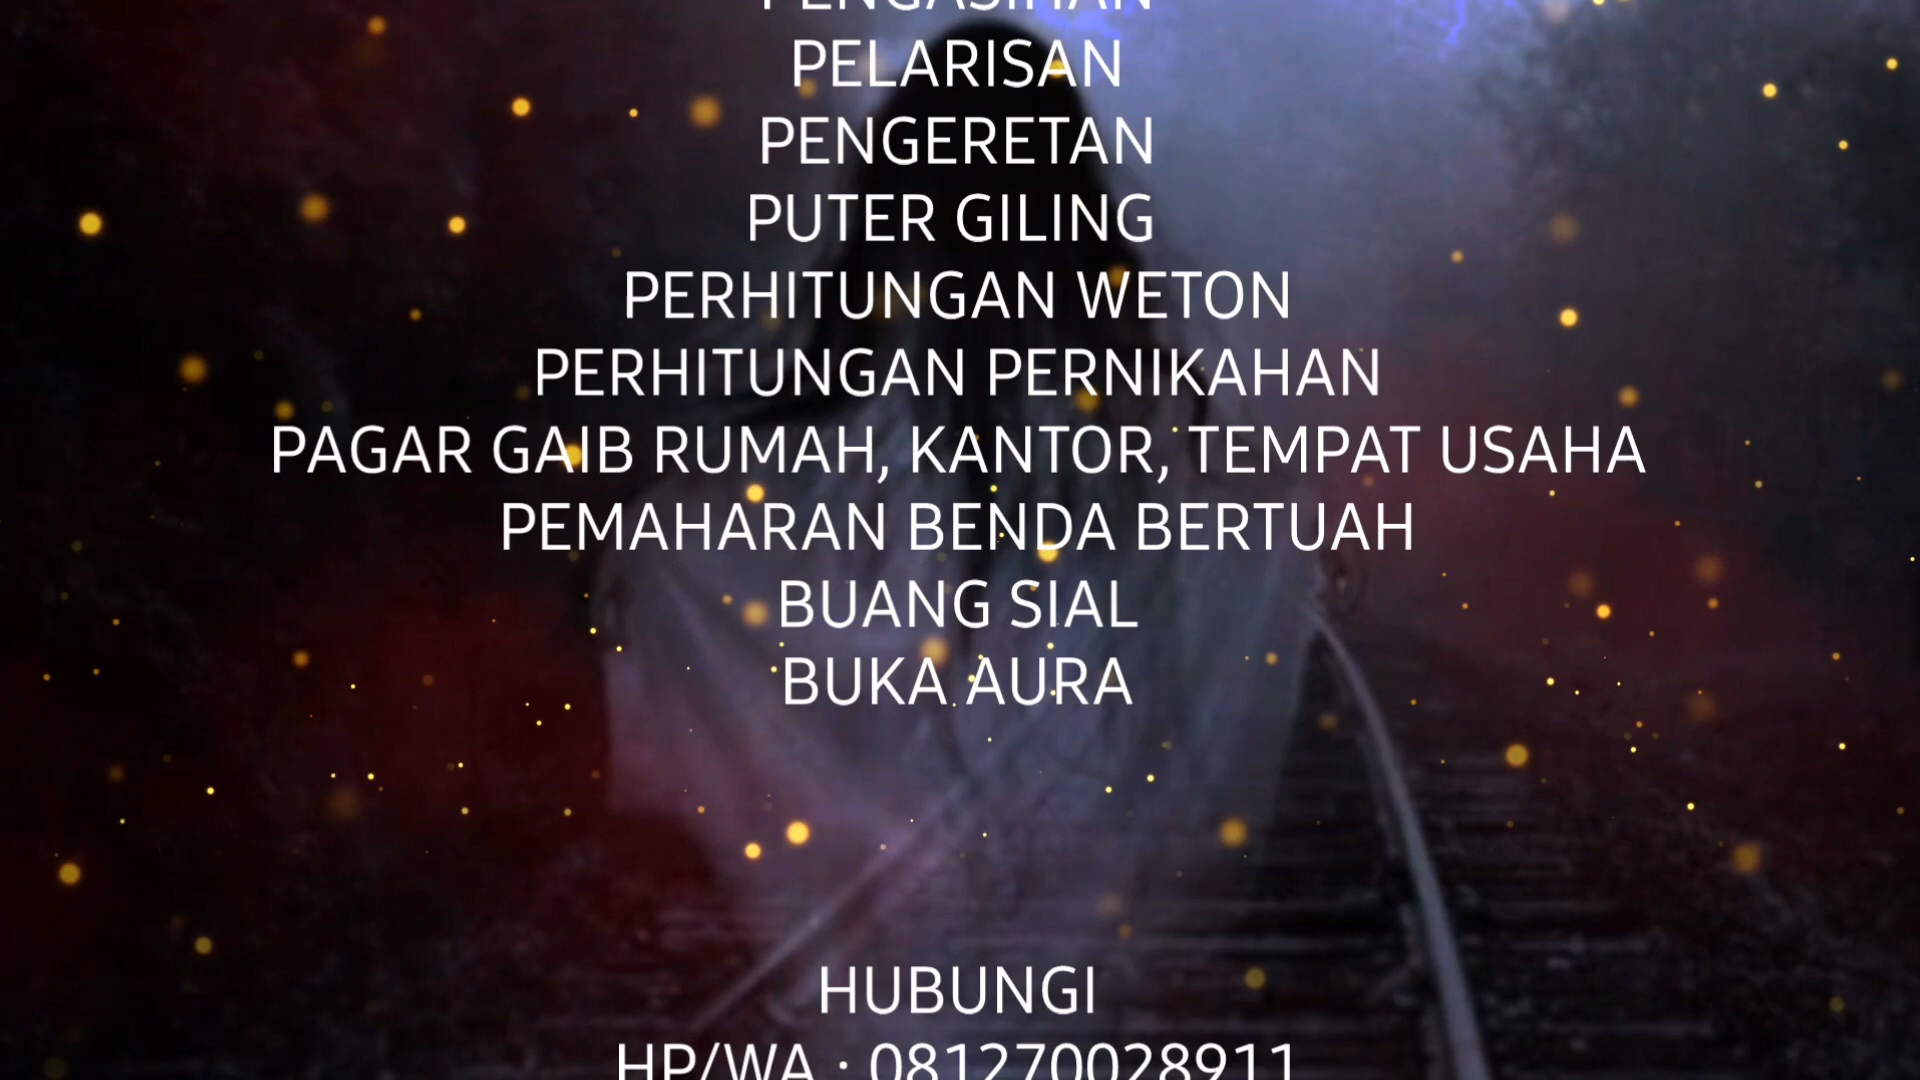 PENGASIHAN
PELARISAN
PENGERETAN
PUTER GILING
PERHITUNGAN WETON
PERHITUNGAN PERNIKAHAN
PAGAR GAIB RUMAH, KANTOR, TEMPAT USAHA
PEMAHARAN BENDA BERTUAH
BUANG SIAL
BUKA AURA
HUBUNGI
HP/WA : 081270028911